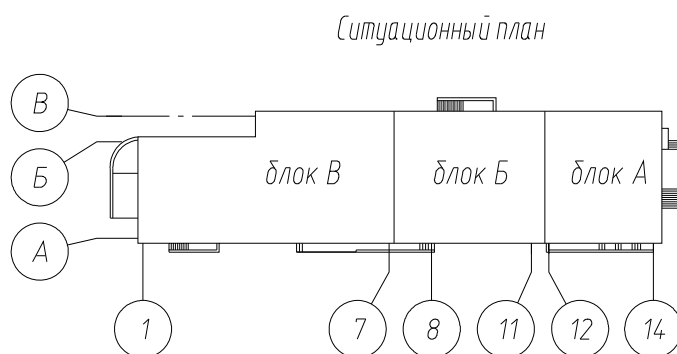 Ситуационный план
В
Б
А
блок В
блок Б
блок А
1
7
8
11
12
14